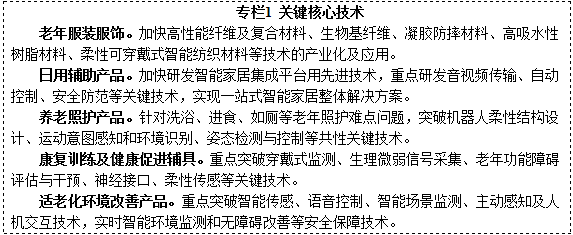 专栏1 关键核心技术
老年服装服饰。加快高性能纤维及复合材料、生物基纤维、凝胶防摔材料、高吸水性
树脂材料、柔性可穿戴式智能纺织材料等技术的产业化及应用。
日用辅助产品。加快研发智能家居集成平台用先进技术，重点研发音视频传输、自动
控制、安全防范等关键技术，实现一站式智能家居整体解决方案。
养老照护产品。针对洗浴、进食、如厕等老年照护难点问题，突破机器人柔性结构设
计、运动意图感知和环境识别、姿态检测与控制等共性关键技术。
康复训练及健康促进辅具。重点突破穿戴式监测、生理微弱信号采集、老年功能障碍
评估与干预、神经接口、柔性传感等关键技术。
适老化环境改善产品。重点突破智能传感、语音控制、智能场景监测、主动感知及人
机交互技术，实时智能环境监测和无障碍改善等安全保障技术。